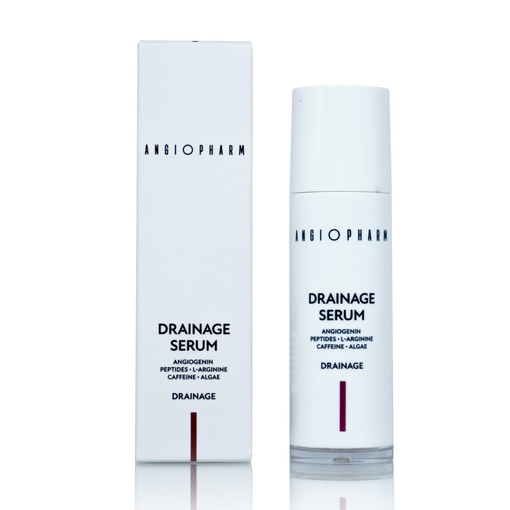 ANGIOPHARM
DRAINAGE
SERUM
ANGIOGENIN
PEPTIDES • L-ARGININE
CAFFEINE • ALGAE
DRAINAGE
ANGIOPHARM
DRAINAGE
SERUM
ANGIOGENIN
PEPTIDES • L-ARGININE
CAFFEINE • ALGAE
DRAINAGE